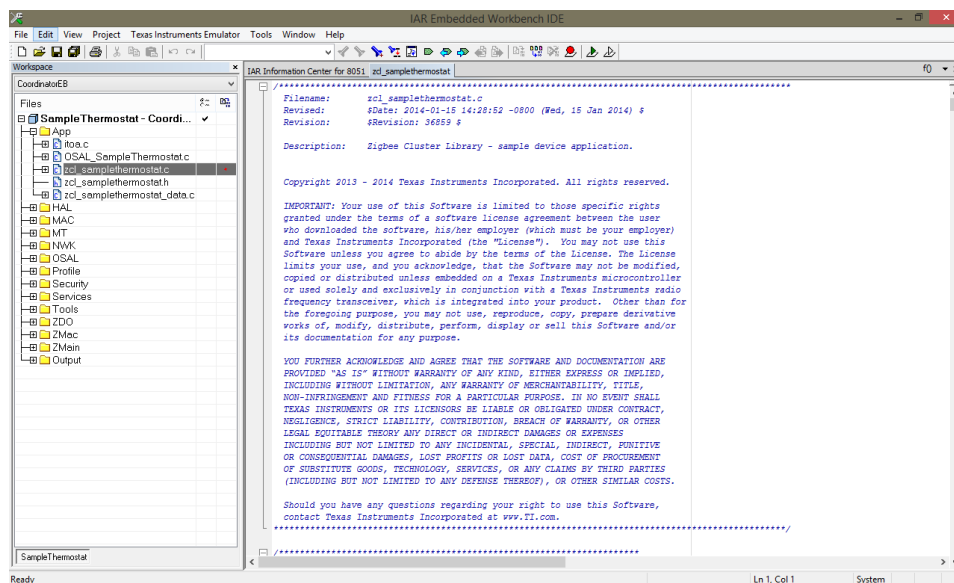 IAR Embedded Workbench IDE
File Edit View Project Texas Instruments Emulator Tools Window Help
Workspace
CoordinatorEB
Files
SampleThermostat - Coordi...
App
itoa.c
OSAL_SampleThermostat.c
zcl_samplethermostat.c
zcl_samplethermostat.h
zcl_samplethermostat_data.c
HAL
MAC
MT
NWK
OSAL
Profile
Security
Services
Tools
ZDO
ZMac
ZMain
Output
SampleThermostat
IAR Information Center for 8051 zcl_samplethermostat
f()
/**************************************************************************************************
Filename: zcl_samplethermostat.c
Revised: $Date: 2014-01-15 14:28:52 -0800 (Wed, 15 Jan 2014) $
Revision: $Revision: 36859 $
Description: Zigbee Cluster Library - sample device application.
Copyright 2013 - 2014 Texas Instruments Incorporated. All rights reserved.
IMPORTANT: Your use of this Software is limited to those specific rights
granted under the terms of a software license agreement between the user
who downloaded the software, his/her employer (which must be your employer)
and Texas Instruments Incorporated (the "License"). You may not use this
Software unless you agree to abide by the terms of the License. The License
limits your use, and you acknowledge, that the Software may not be modified,
copied or distributed unless embedded on a Texas Instruments microcontroller
or used solely and exclusively in conjunction with a Texas Instruments radio
frequency transceiver, which is integrated into your product. Other than for
the foregoing purpose, you may not use, reproduce, copy, prepare derivative
works of, modify, distribute, perform, display or sell this Software and/or
its documentation for any purpose.
YOU FURTHER ACKNOWLEDGE AND AGREE THAT THE SOFTWARE AND DOCUMENTATION ARE
PROVIDED “AS IS” WITHOUT WARRANTY OF ANY KIND, EITHER EXPRESS OR IMPLIED,
INCLUDING WITHOUT LIMITATION, ANY WARRANTY OF MERCHANTABILITY, TITLE,
NON-INFRINGEMENT AND FITNESS FOR A PARTICULAR PURPOSE. IN NO EVENT SHALL
TEXAS INSTRUMENTS OR ITS LICENSORS BE LIABLE OR OBLIGATED UNDER CONTRACT,
NEGLIGENCE, STRICT LIABILITY, CONTRIBUTION, BREACH OF WARRANTY, OR OTHER
LEGAL EQUITABLE THEORY ANY DIRECT OR INDIRECT DAMAGES OR EXPENSES
INCLUDING BUT NOT LIMITED TO ANY INCIDENTAL, SPECIAL, INDIRECT, PUNITIVE
OR CONSEQUENTIAL DAMAGES, LOST PROFITS OR LOST DATA, COST OF PROCUREMENT
OF SUBSTITUTE GOODS, TECHNOLOGY, SERVICES, OR ANY CLAIMS BY THIRD PARTIES
(INCLUDING BUT NOT LIMITED TO ANY DEFENSE THEREOF), OR OTHER SIMILAR COSTS.
Should you have any questions regarding your right to use this Software,
contact Texas Instruments Incorporated at www.TI.com.
**************************************************************************************************/
/*********************************************************************
Ready
Ln 1, Col 1 System